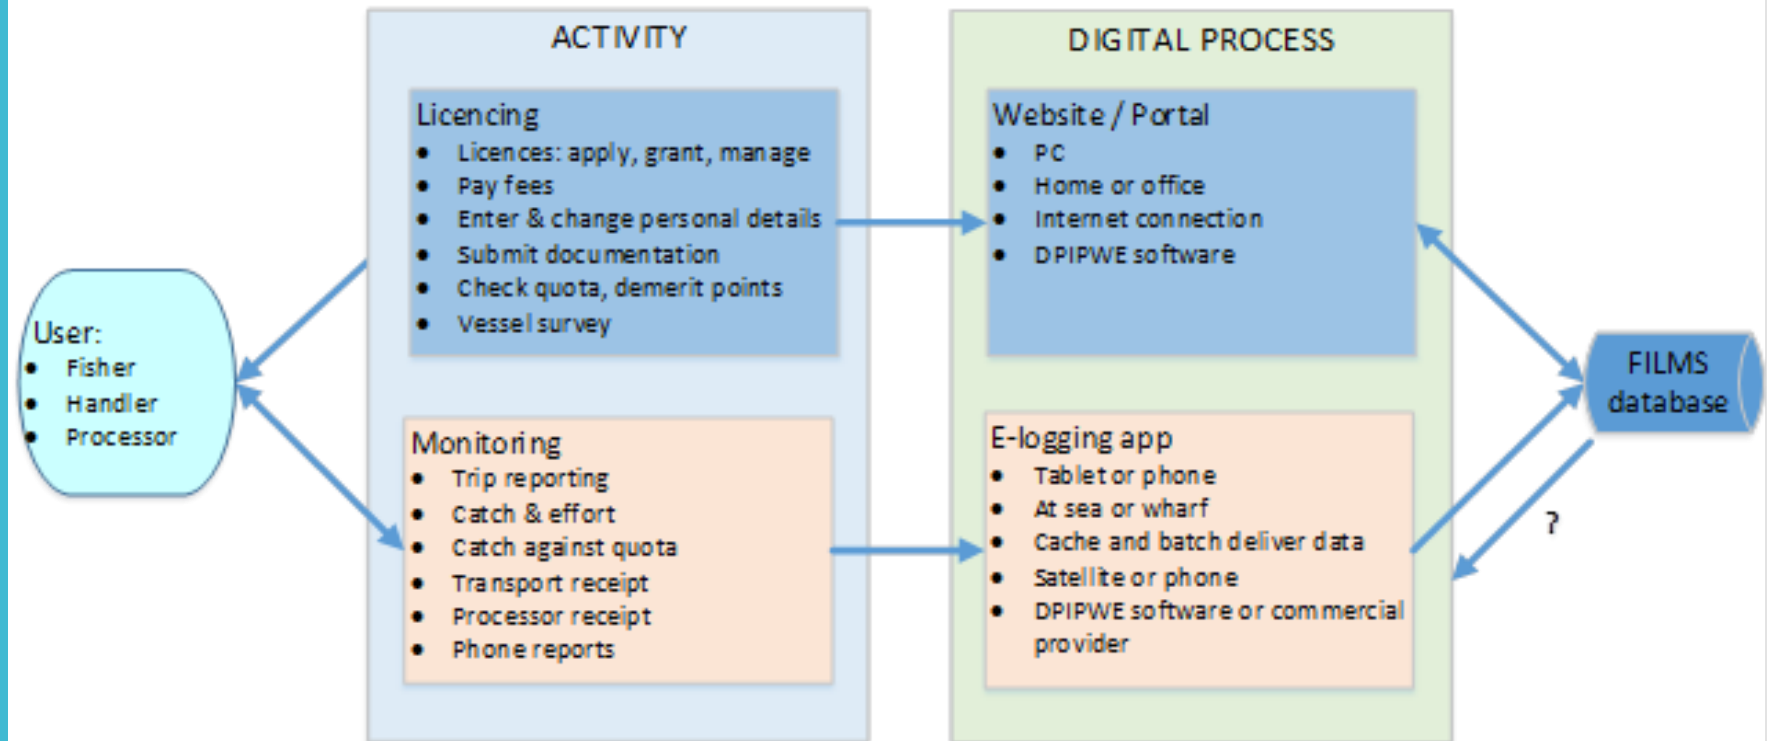 ACTIVITY
DIGITAL PROCESS
Licencing
• Licences: apply, grant, manage
• Pay fees
• Enter & change personal details
• Submit documentation
• Check quota, demerit points
• Vessel survey
Website / Portal
• PC
• Home or office
• Internet connection
• DPIPWE software
User:
• Fisher
• Handler
• Processor
FILMS
database
Monitoring
• Trip reporting
• Catch & effort
• Catch against quota
• Transport receipt
• Processor receipt
• Phone reports
E-logging app
• Tablet or phone
• At sea or wharf
• Cache and batch deliver data
• Satellite or phone
• DPIPWE software or commercial
provider
?